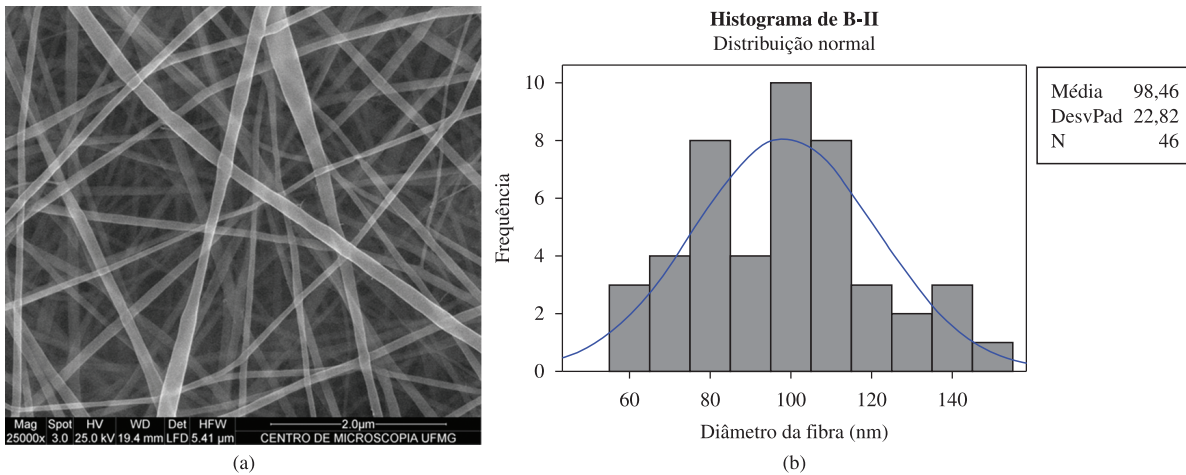 Mag Spot HV WD Det HFW 2.0µm
25000x 3.0 25.0 kV 19.4 mm LFD 5.41 µm CENTRO DE MICROSCOPIA UFMG
(a)
Histograma de B-II
Distribuição normal
Frequência
10
8
6
4
2
0
60 80 100 120 140
Diâmetro da fibra (nm)
Média 98,46
DesvPad 22,82
N 46
(b)